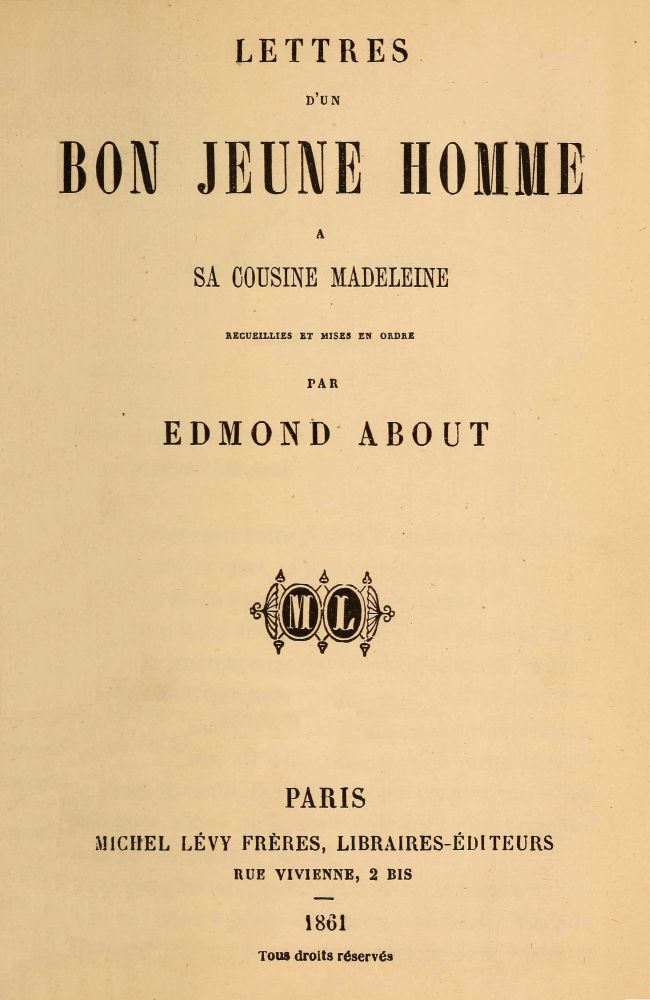 LETTRES
D'UN
BON JEUNE HOMME
A
SA COUSINE MADELEINE
RECUEILLIES ET MISES EN ORDRE
PAR
EDMOND ABOUT
ML
PARIS
MICHEL LÉVY FRÈRES, LIBRAIRES-ÉDITEURS
RUE VIVIENNE, 2 BIS
1861
Tous droits réservés